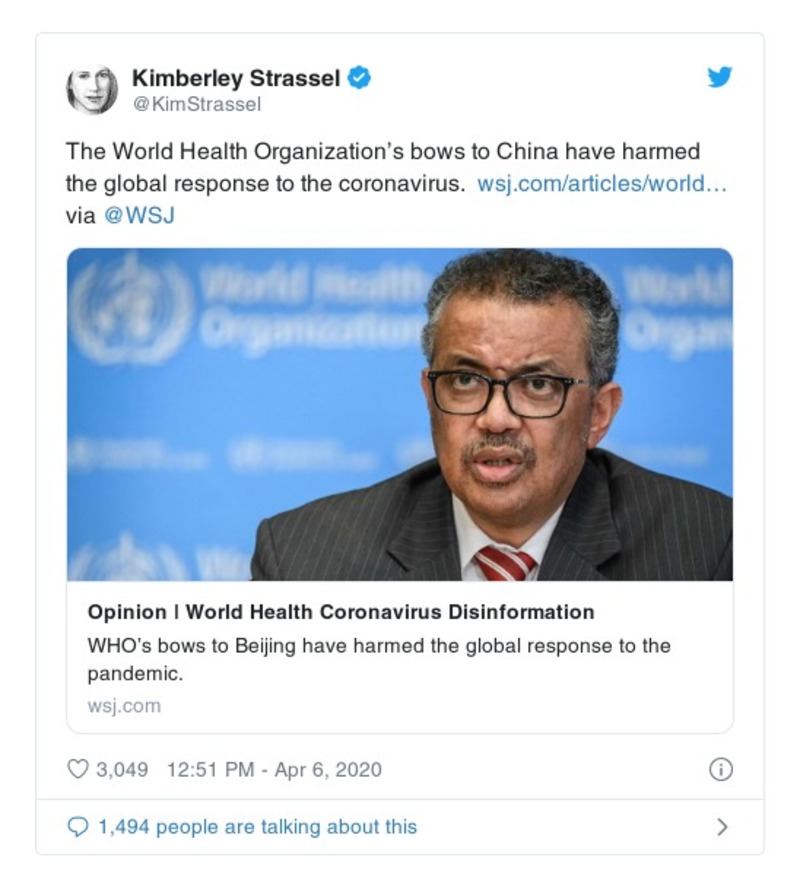 Kimberley Strassel
@KimStrassel
The World Health Organization’s bows to China have harmed
the global response to the coronavirus. wsj.com/articles/world…
via @WSJ
World Health
Organization
World
Organ
Opinion | World Health Coronavirus Disinformation
WHO’s bows to Beijing have harmed the global response to the
pandemic.
wsj.com
3,049 12:51 PM - Apr 6, 2020
1,494 people are talking about this